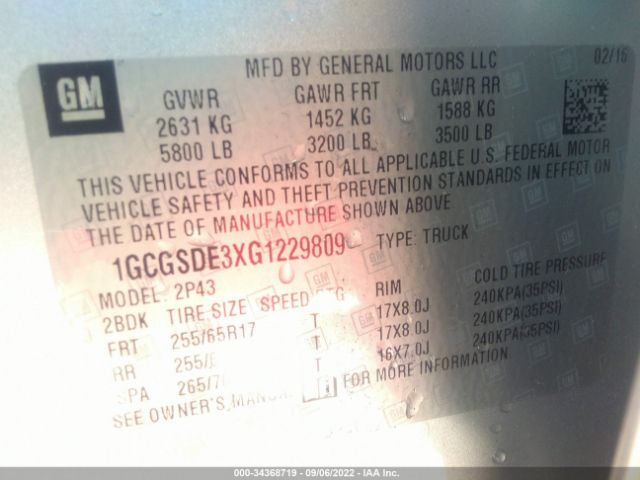 GM
MFD BY GENERAL MOTORS LLC 02/16
GVWR GAWR FRT GAWR RR
2631 KG 1452 KG 1588 KG
5800 LB 3200 LB 3500 LB
THIS VEHICLE CONFORMS TO ALL APPLICABLE U.S. FEDERAL MOTOR
VEHICLE SAFETY AND THEFT PREVENTION STANDARDS IN EFFECT ON
THE DATE OF MANUFACTURE SHOWN ABOVE
1GCGSDE3XG1229809 TYPE: TRUCK
MODEL: 2P43
2BDK TIRE SIZE SPEED RIM COLD TIRE PRESSURE
FRT 255/65R17 T 17X8.0J 240KPA(35PSI)
RR 255/ T 17X8.0J 240KPA(35PSI)
SPA 265/7 T 16X7.0J 240KPA(35PSI)
SEE OWNER'S MANUAL FOR MORE INFORMATION
000-34368719 - 09/06/2022 - IAA Inc.